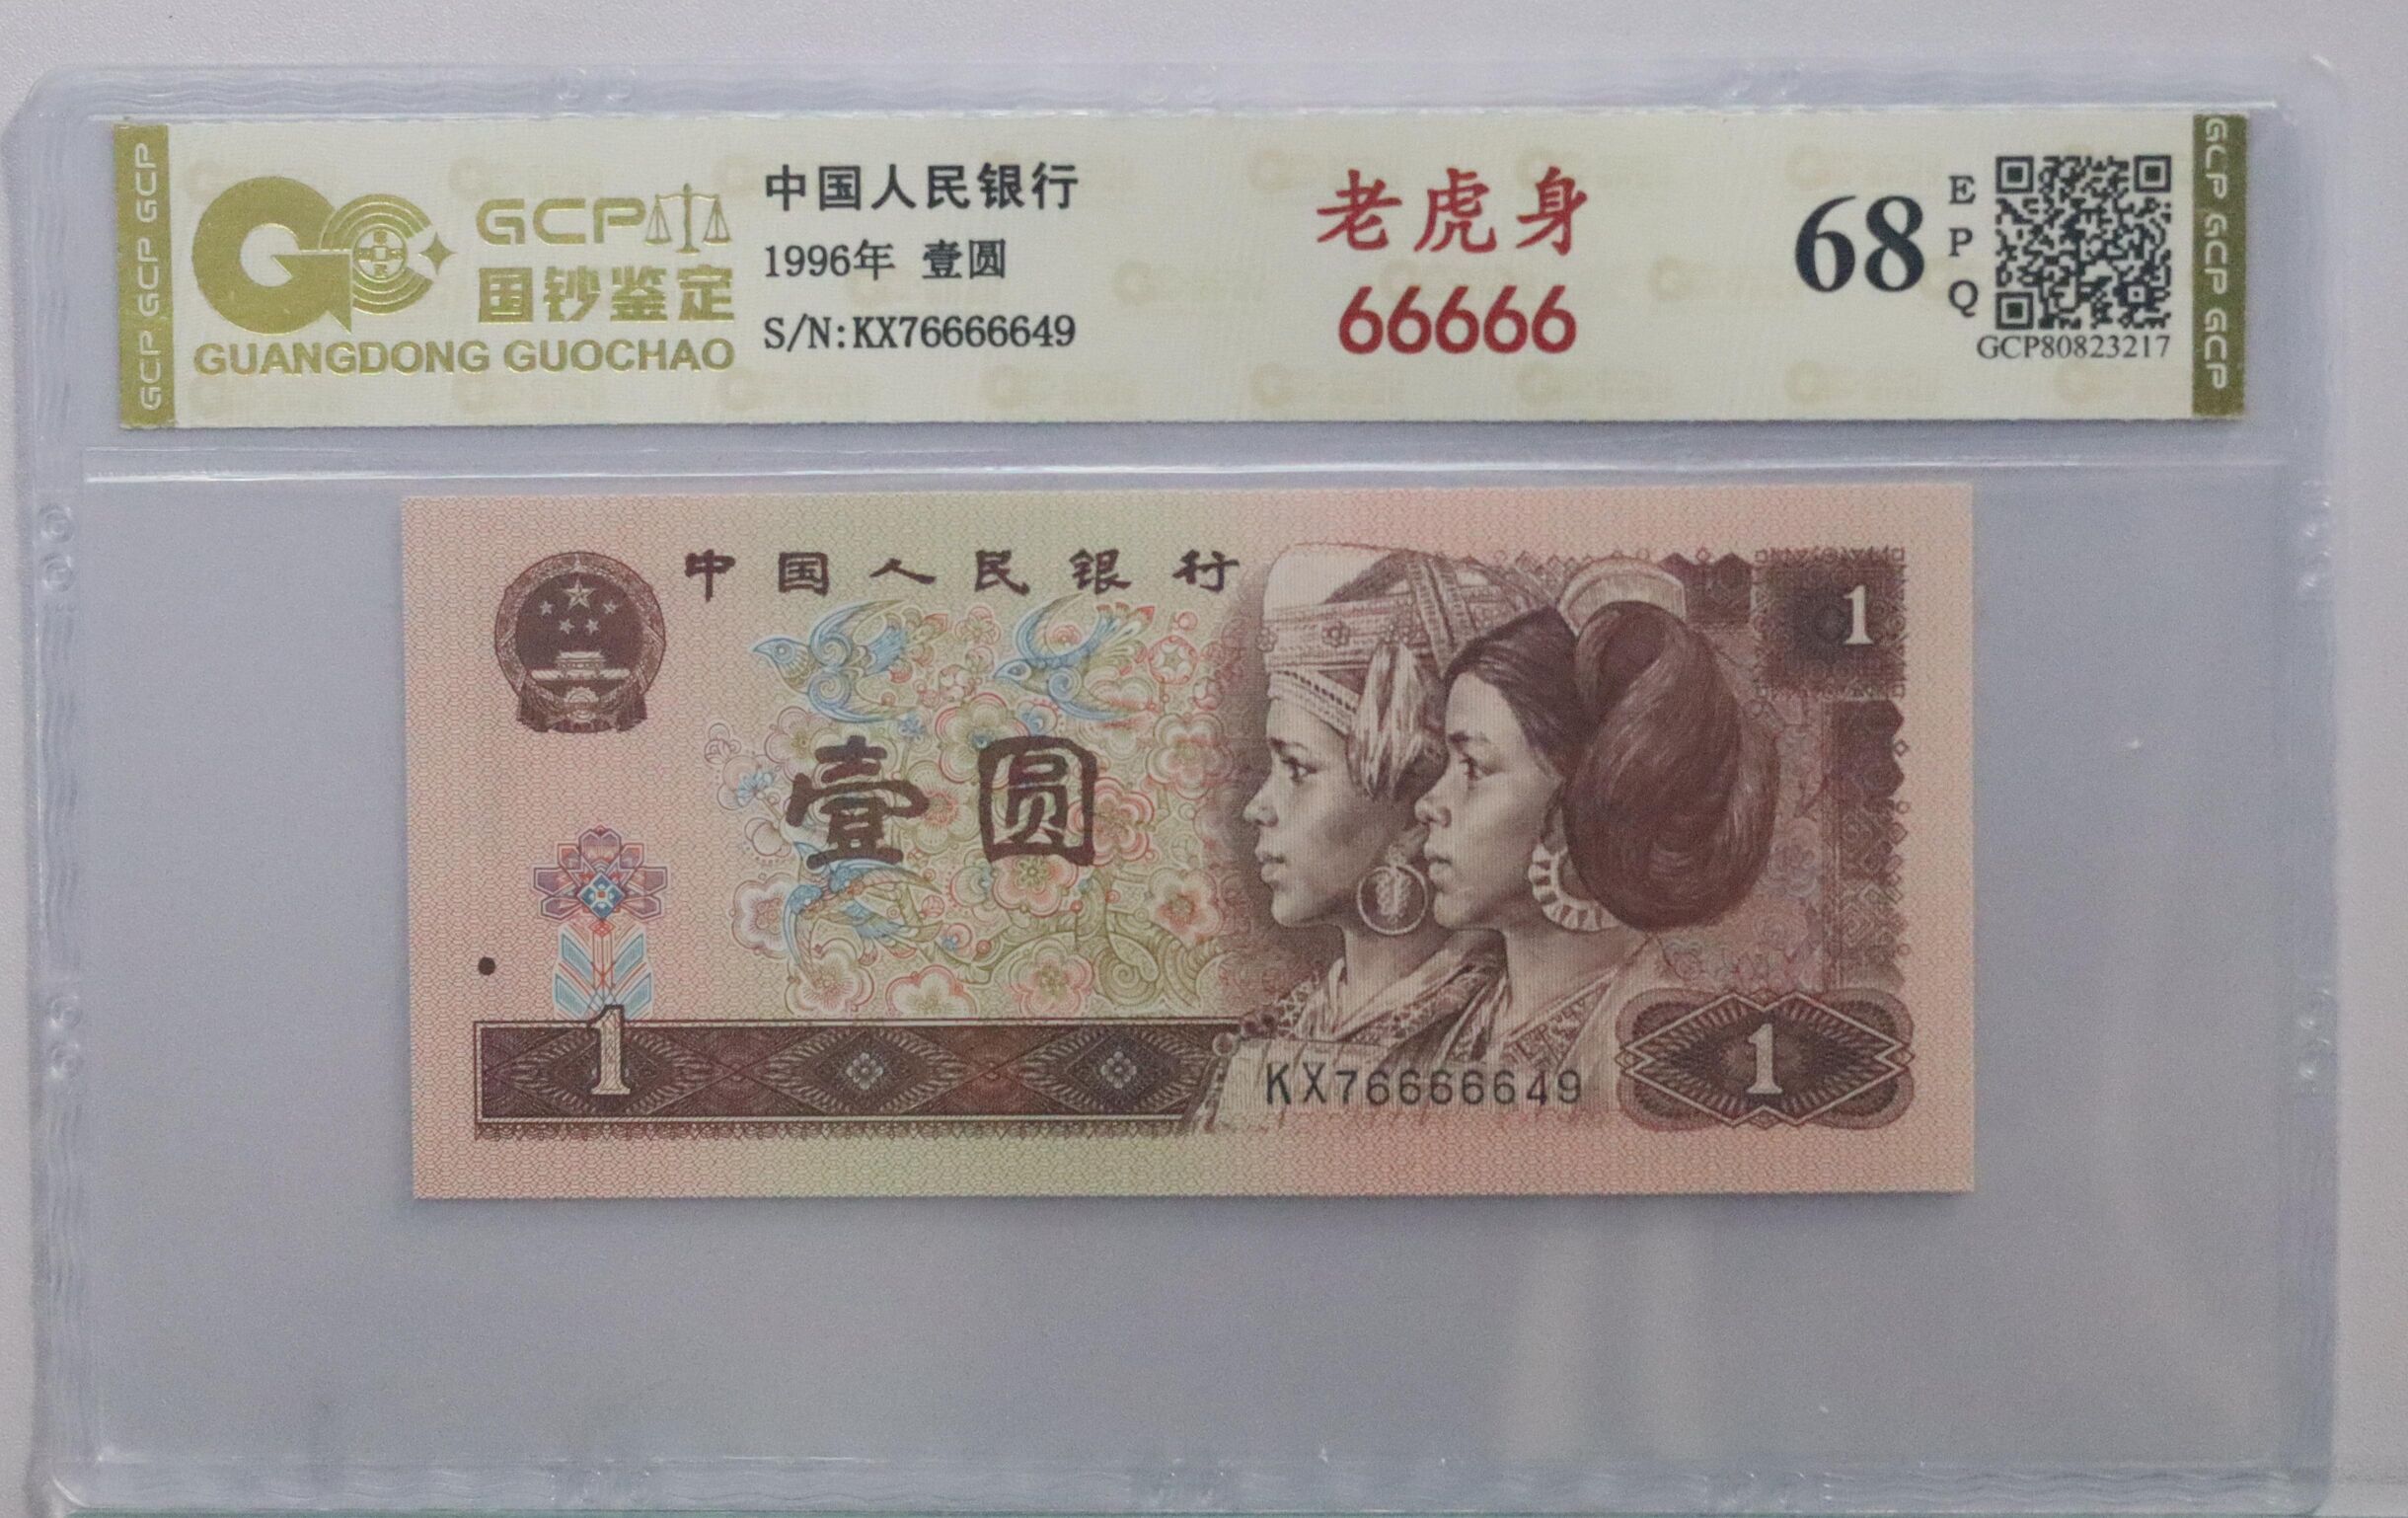 GCP GCP GCP
GC
GCP
国钞鉴定
GUANGDONG GUOCHAO
中国人民银行
1996年 壹圆
S/N:KX76666649
老虎身
66666
68
E
P
Q
GCP80823217
GCP GCP GCP
中国人民银行
1
壹圆
1
KX76666649
1